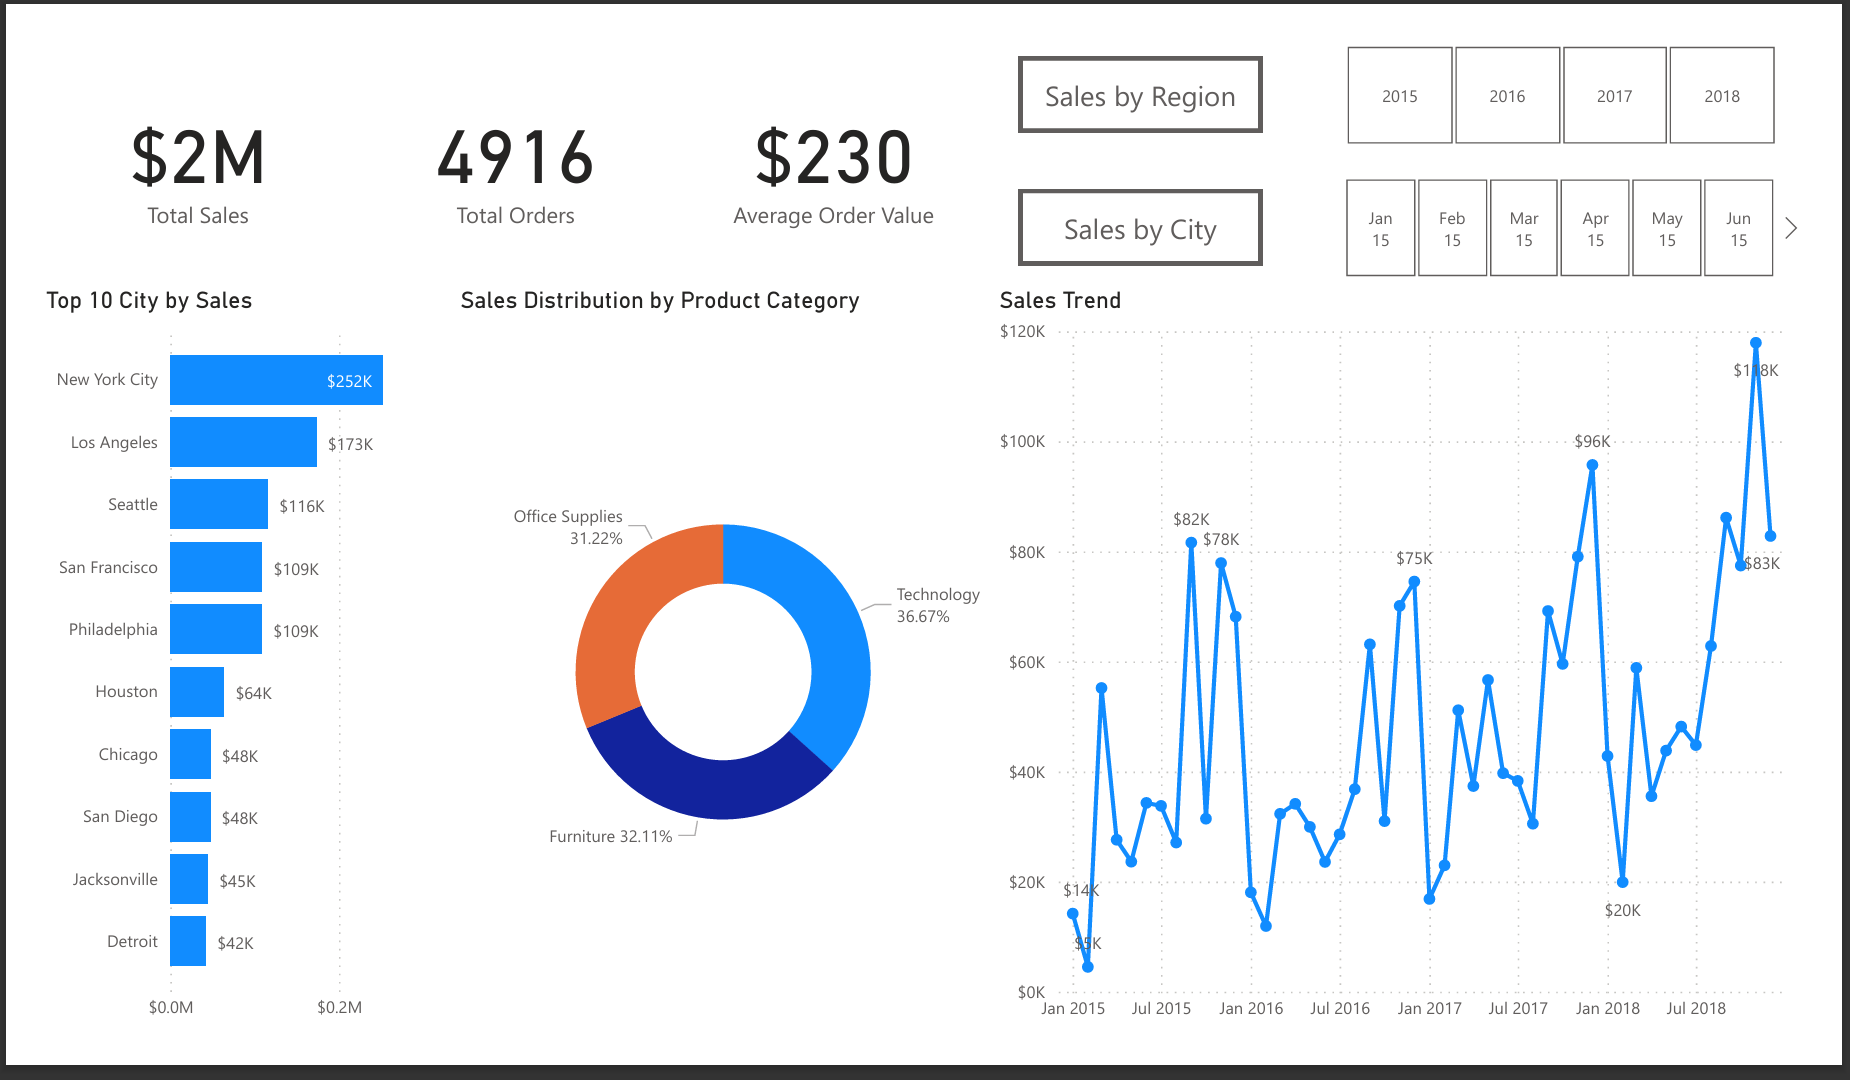 $2M
Total Sales
4916
Total Orders
$230
Average Order Value
Sales by Region
Sales by City
2015
2016
2017
2018
Jan
15
Feb
15
Mar
15
Apr
15
May
15
Jun
15
Top 10 City by Sales
New York City
$252K
Los Angeles
$173K
Seattle
$116K
San Francisco
$109K
Philadelphia
$109K
Houston
$64K
Chicago
$48K
San Diego
$48K
Jacksonville
$45K
Detroit
$42K
$0.0M
$0.2M
Sales Distribution by Product Category
Office Supplies
31.22%
Technology
36.67%
Furniture 32.11%
Sales Trend
$120K
$100K
$80K
$60K
$40K
$20K
$0K
$14K
$5K
$82K
$78K
$75K
$96K
$20K
$118K
$83K
Jan 2015
Jul 2015
Jan 2016
Jul 2016
Jan 2017
Jul 2017
Jan 2018
Jul 2018